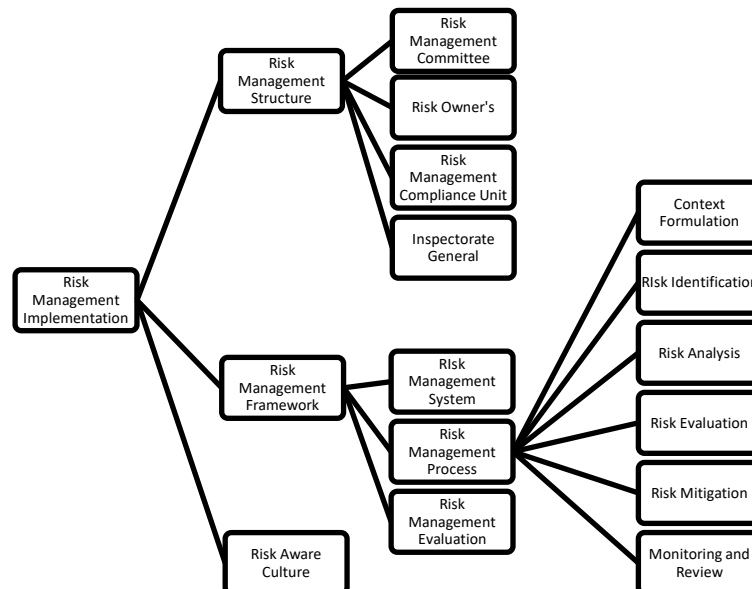 Risk
Management
Implementation
Risk
Management
Structure
Risk
Management
Committee
Risk Owner's
Risk
Management
Compliance Unit
Inspectorate
General
Risk
Management
Framework
RIsk
Management
System
Risk
Management
Process
Context
Formulation
RIsk Identification
Risk Analysis
Risk Evaluation
Risk Mitigation
Monitoring and
Review
Risk
Management
Evaluation
Risk Aware
Culture